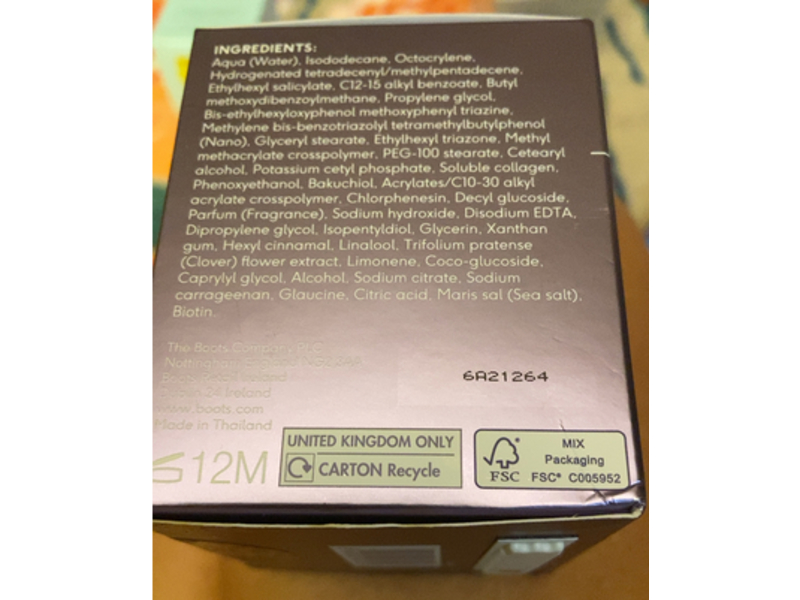 INGREDIENTS:
Aqua (Water), Isododecane, Octocrylene,
Hydrogenated tetradecenyl/methylpentadecene,
Ethylhexyl salicylate, C12-15 alkyl benzoate, Butyl
methoxydibenzoylmethane, Propylene glycol,
Bis-ethylhexyloxyphenol methoxyphenyl triazine,
Methylene bis-benzotriazolyl tetramethylbutylphenol
(Nano), Glyceryl stearate, Ethylhexyl triazone, Methyl
methacrylate crosspolymer, PEG-100 stearate, Cetearyl
alcohol, Potassium cetyl phosphate, Soluble collagen,
Phenoxyethanol, Bakuchiol, Acrylates/C10-30 alkyl
acrylate crosspolymer, Chlorphenesin, Decyl glucoside,
Parfum (Fragrance), Sodium hydroxide, Disodium EDTA,
Dipropylene glycol, Isopentyldiol, Glycerin, Xanthan
gum, Hexyl cinnamal, Linalool, Trifolium pratense
(Clover) flower extract, Limonene, Coco-glucoside,
Caprylyl glycol, Alcohol, Sodium citrate, Sodium
carrageenan, Glaucine, Citric acid, Maris sal (Sea salt),
Biotin.
The Boots Company PLC
Nottingham
Boots Ireland
Dublin 24 Ireland
www.boots.com
Made in Thailand
6A21264
12M
UNITED KINGDOM ONLY
CARTON Recycle
FSC
MIX
Packaging
FSC® C005952